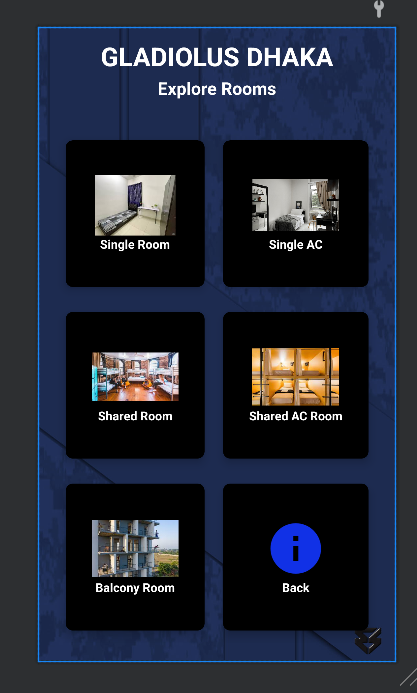 GLADIOLUS DHAKA
Explore Rooms
Single Room
Single AC
Shared Room
Shared AC Room
Balcony Room
Back